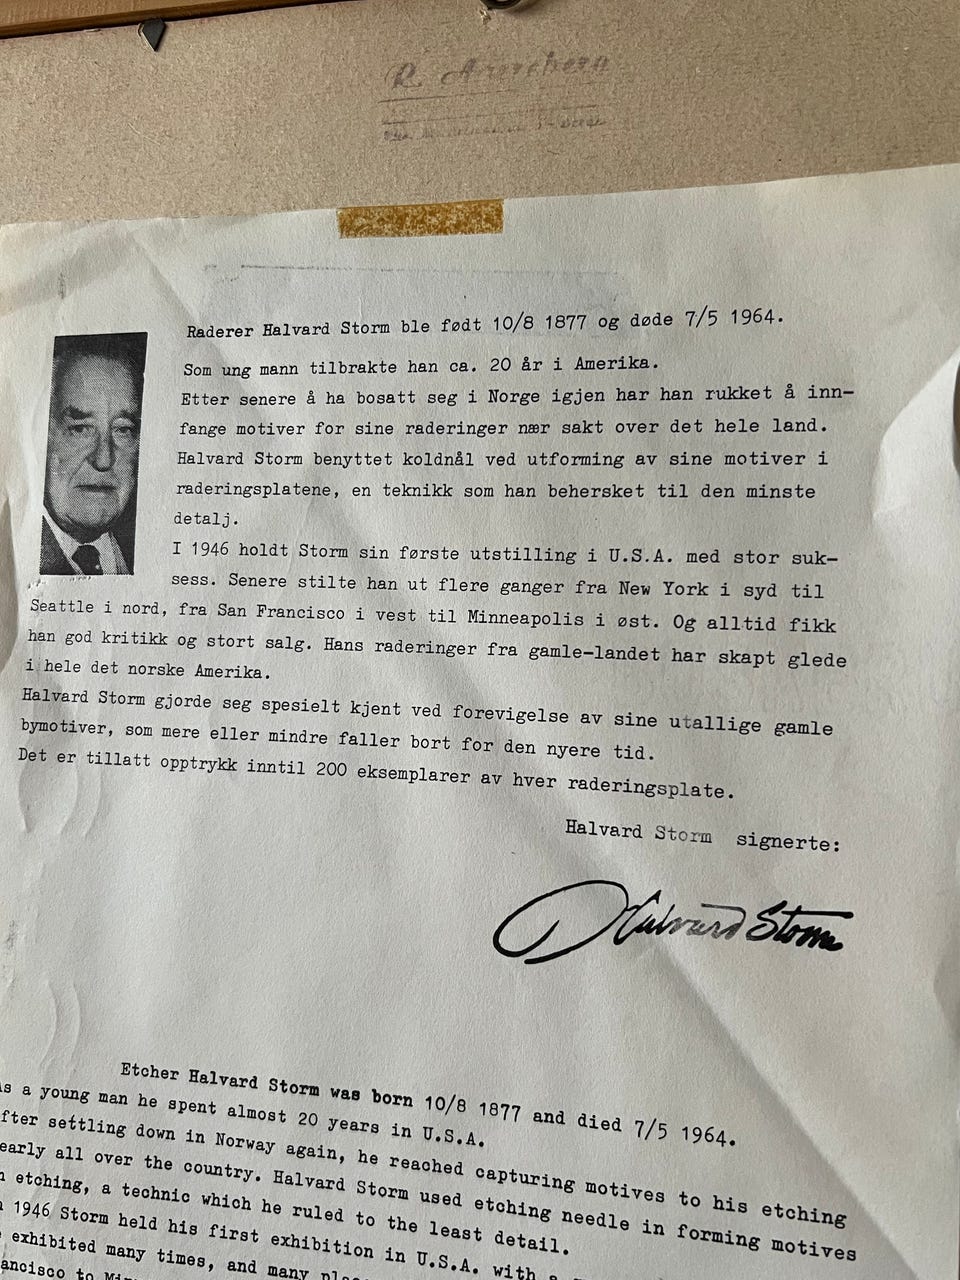 R.
Raderer Halvard Storm ble født 10/8 1877 og døde 7/5 1964.
Som ung mann tilbrakte han ca. 20 år i Amerika.
Etter senere å ha bosatt seg i Norge igjen har han rukket å inn-
fange motiver for sine raderinger nær sakt over det hele land.
Halvard Storm benyttet koldnål ved utforming av sine motiver i
raderingsplatene, en teknikk som han behersket til den minste
detalj.
I 1946 holdt Storm sin første utstilling i U.S.A. med stor suk-
sess. Senere stilte han ut flere ganger fra New York i syd til
Seattle i nord, fra San Francisco i vest til Minneapolis i øst. Og alltid fikk
han god kritikk og stort salg. Hans raderinger fra gamle-landet har skapt glede
i hele det norske Amerika.
Halvard Storm gjorde seg spesielt kjent ved forevigelse av sine utallige gamle
bymotiver, som mere eller mindre faller bort for den nyere tid.
Det er tillatt opptrykk inntil 200 eksemplarer av hver raderingsplate.
Halvard Storm signerte:
Halvard Storm
Etcher Halvard Storm was born 10/8 1877 and died 7/5 1964.
s a young man he spent almost 20 years in U.S.A.
fter settling down in Norway again, he reached capturing motives to his etching
early all over the country. Halvard Storm used etching needle in forming motives
n etching, a technic which he ruled to the least detail.
1946 Storm held his first exhibition in U.S.A. with a
exhibited many times, and many
ancisco to